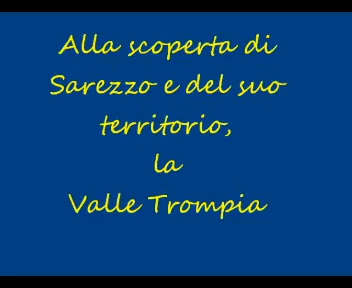 Alla scoperta di
Sarezzo e del suo
territorio,
la
Valle Trompia